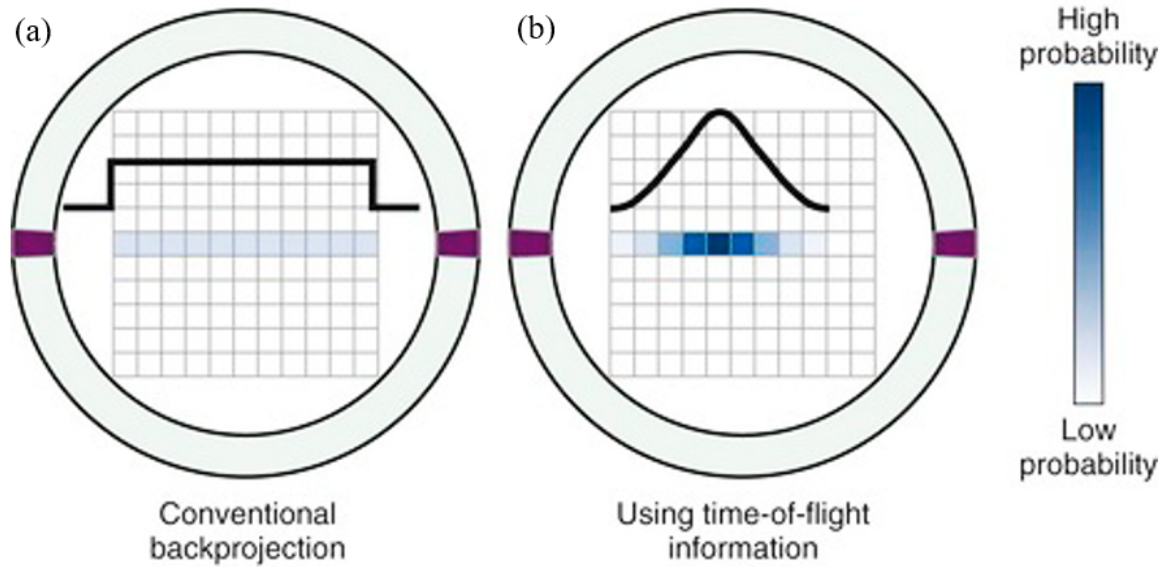 (a)
(b)
High
probability
Low
probability
Conventional
backprojection
Using time-of-flight
information